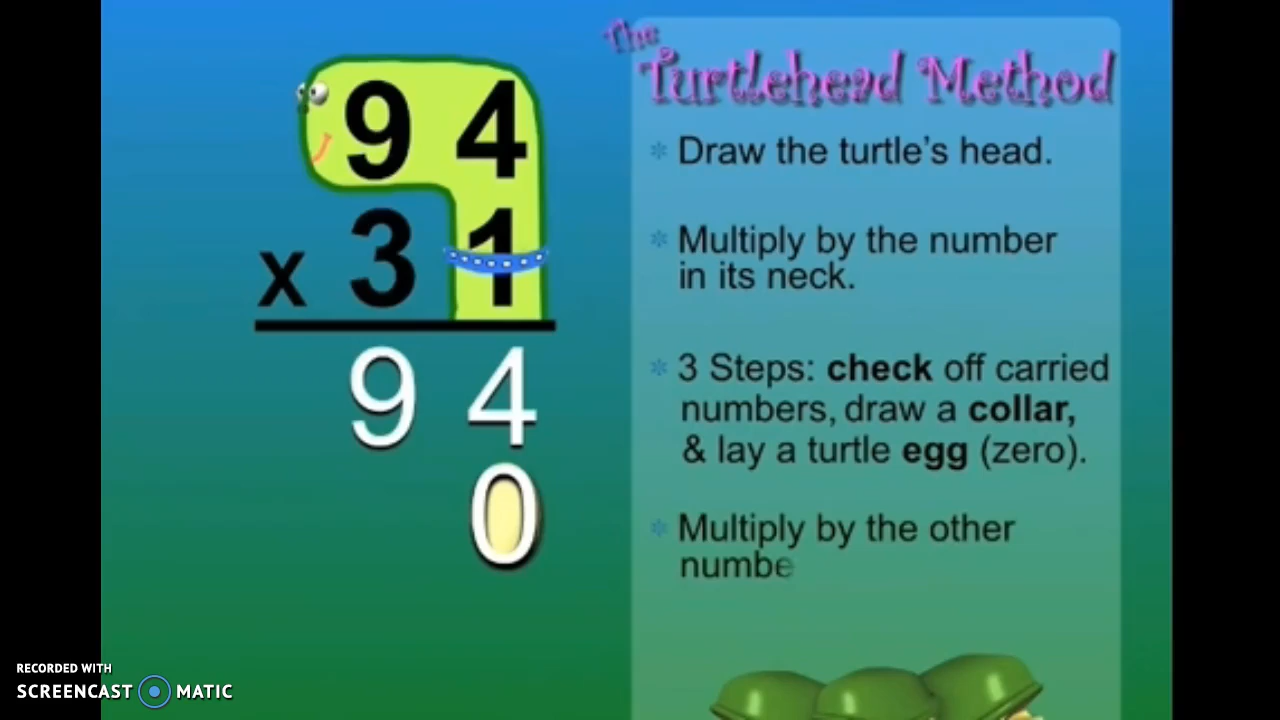 94
x 31
94
0
The
Turtlehead Method
Draw the turtle's head.
Multiply by the number
in its neck.
3 Steps: check off carried
numbers, draw a collar,
& lay a turtle egg (zero).
Multiply by the other
numbe
RECORDED WITH
SCREENCAST MATIC